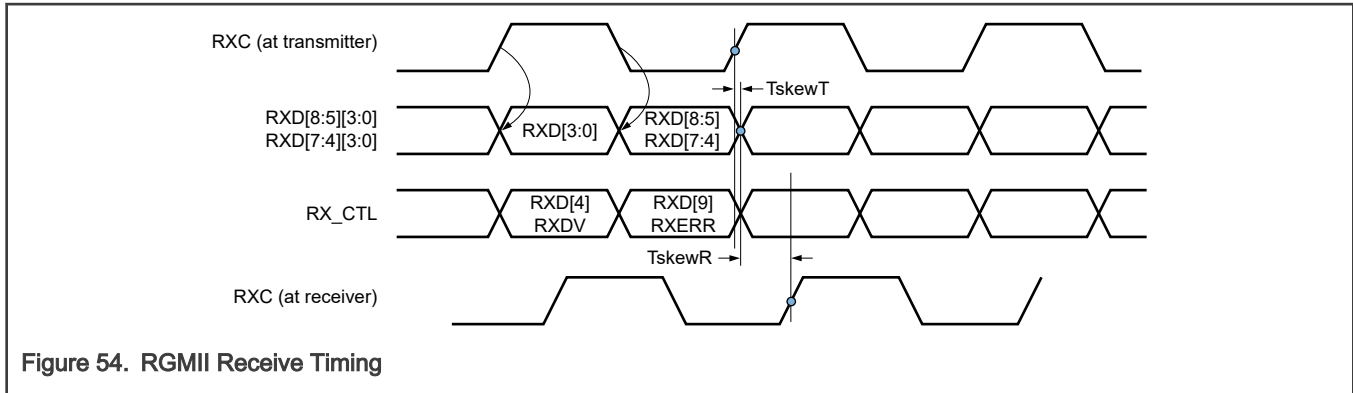 RXC (at transmitter)
TskewT
RXD[8:5][3:0]
RXD[7:4][3:0]
RXD[3:0]
RXD[8:5]
RXD[7:4]
RX_CTL
RXD[4]
RXDV
RXD[9]
RXERR
TskewR
RXC (at receiver)
Figure 54. RGMII Receive Timing